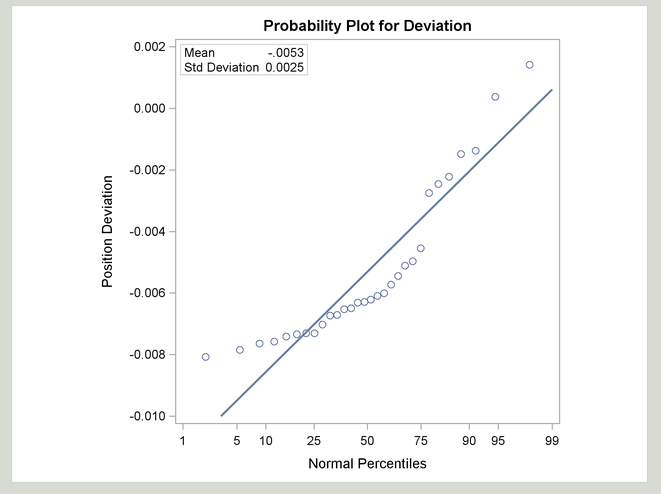 Probability Plot for Deviation
Mean -.0053
Std Deviation 0.0025
0.002
0.000
-0.002
-0.004
-0.006
-0.008
-0.010
Position Deviation
1 5 10 25 50 75 90 95 99
Normal Percentiles